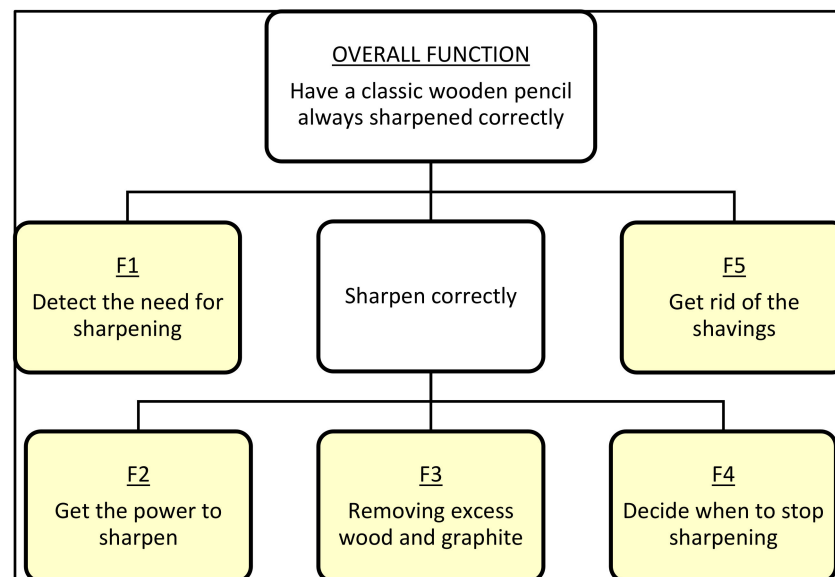 OVERALL FUNCTION
Have a classic wooden pencil
always sharpened correctly
F1
Detect the need for
sharpening
Sharpen correctly
F5
Get rid of the
shavings
F2
Get the power to
sharpen
F3
Removing excess
wood and graphite
F4
Decide when to stop
sharpening